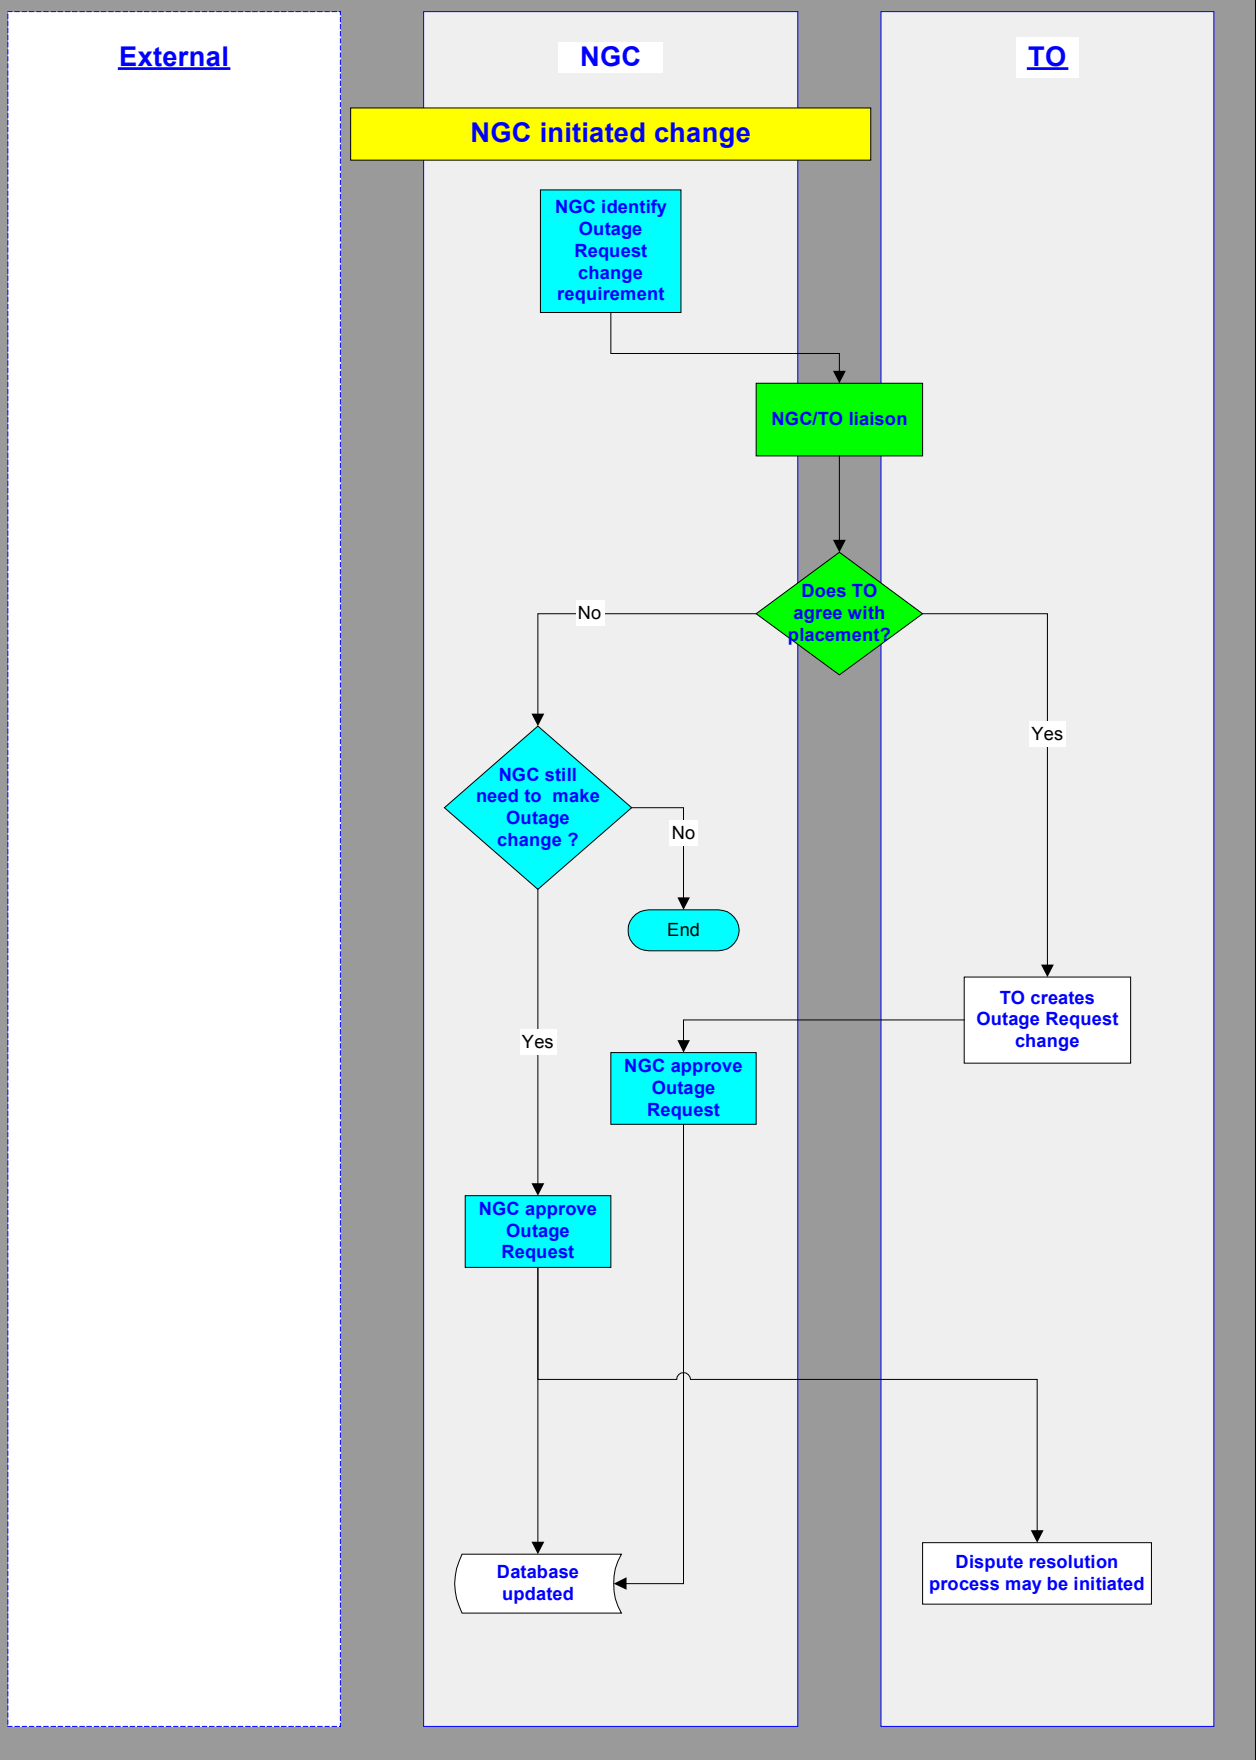 External
NGC
TO
NGC initiated change
NGC identify
Outage
Request
change
requirement
NGC/TO liaison
Does TO
agree with
placement?
No
Yes
NGC still
need to  make
Outage
change ?
No
End
TO creates
Outage Request
change
Yes
NGC approve
Outage
Request
NGC approve
Outage
Request
Database
updated
Dispute resolution
process may be initiated